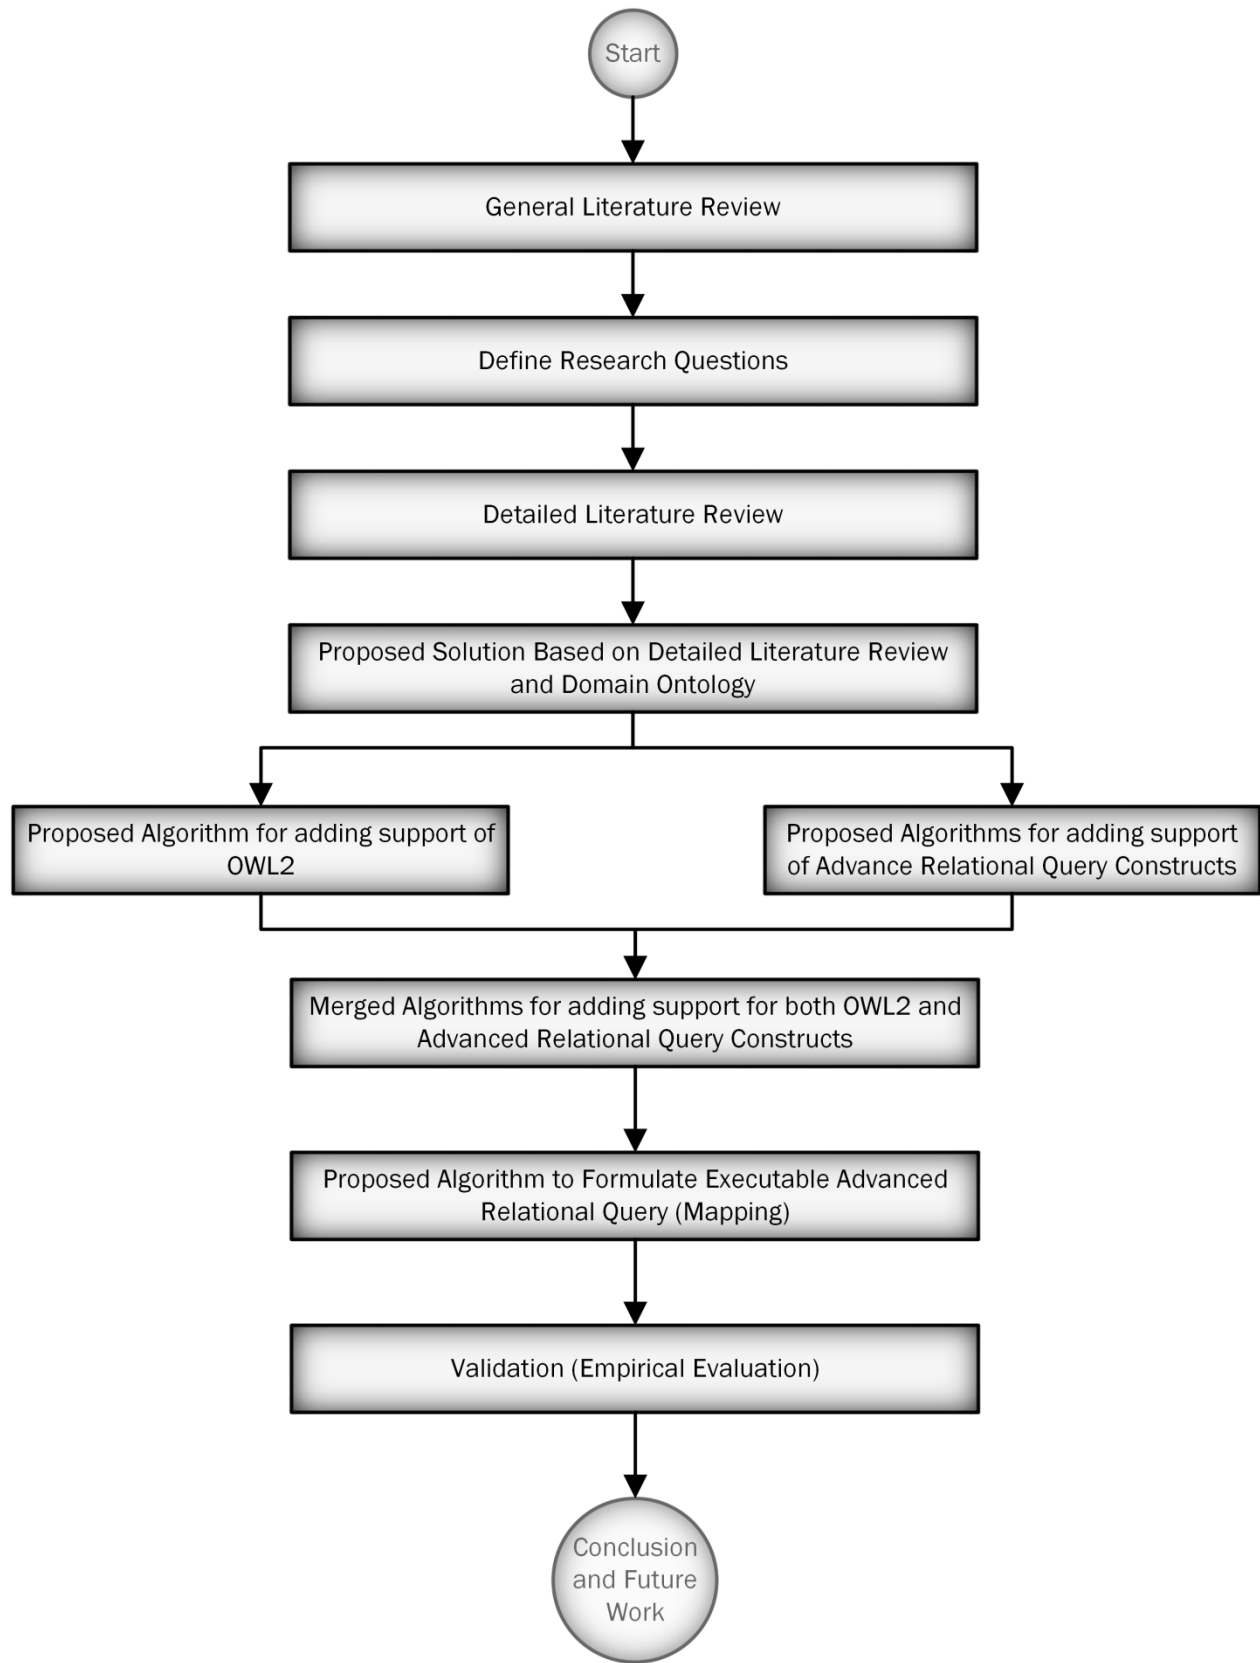 Start
General Literature Review
Define Research Questions
Detailed Literature Review
Proposed Solution Based on Detailed Literature Review
and Domain Ontology
Proposed Algorithm for adding support of
OWL2
Proposed Algorithms for adding support
of Advance Relational Query Constructs
Merged Algorithms for adding support for both OWL2 and
Advanced Relational Query Constructs
Proposed Algorithm to Formulate Executable Advanced
Relational Query (Mapping)
Validation (Empirical Evaluation)
Conclusion
and Future
Work